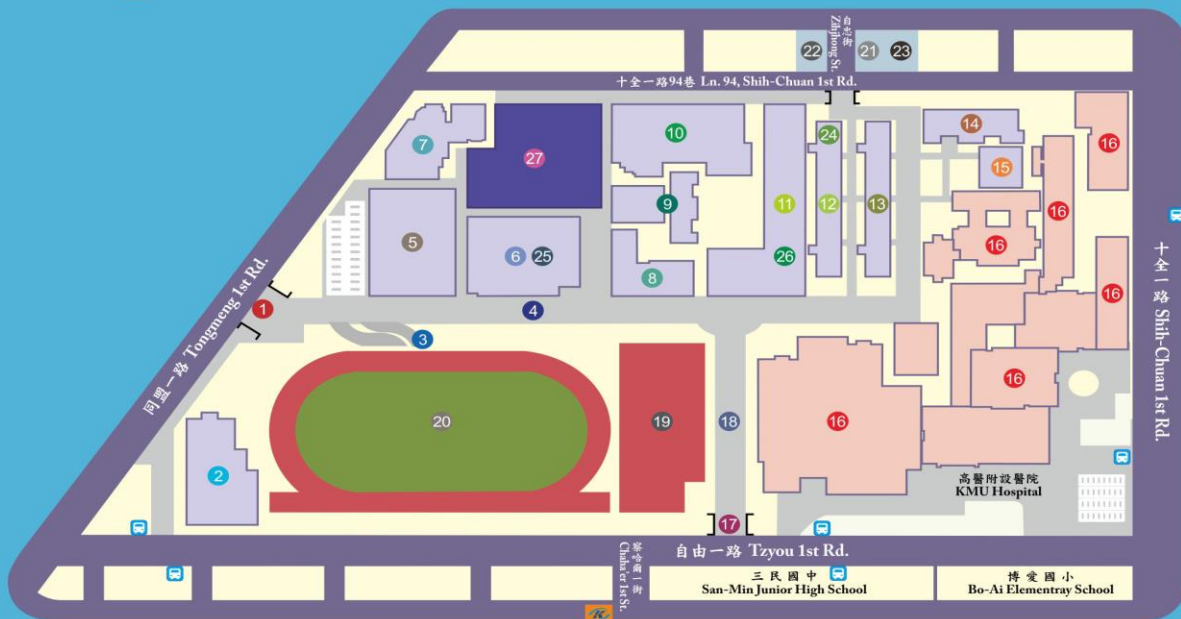 自忠街
Zihjhong St.
22
21
23
十全一路94巷 Ln. 94, Shih-Chuan 1st Rd.
7
27
10
24
14
16
15
9
5
11
12
13
16
6
25
8
26
16
16
十全一路 Shih-Chuan 1st Rd.
同盟一路 Tongmeng 1st Rd.
1
4
3
16
20
19
18
16
2
高醫附設醫院
KMU Hospital
17
自由一路 Tzyou 1st Rd.
察哈爾一街
Chaha'er 1st St.
三民國中
San-Min Junior High School
博愛國小
Bo-Ai Elementray School